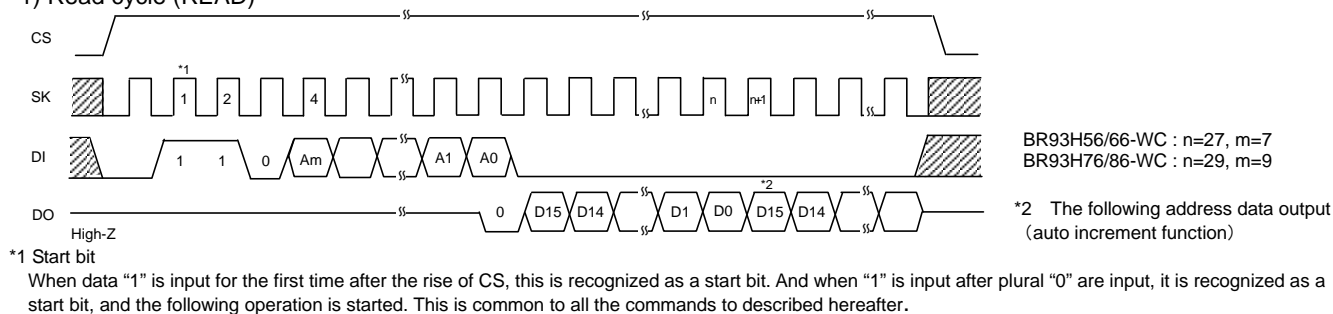 1) Read cycle (READ)
CS
*1
SK
1 2 4 n n+1
DI
1 1 0 Am A1 A0
BR93H56/66-WC : n=27, m=7
BR93H76/86-WC : n=29, m=9
*2
DO
0 D15 D14 D1 D0 D15 D14
High-Z
*2 The following address data output
（auto increment function）
*1 Start bit
When data “1” is input for the first time after the rise of CS, this is recognized as a start bit. And when “1” is input after plural “0” are input, it is recognized as a
start bit, and the following operation is started. This is common to all the commands to described hereafter.